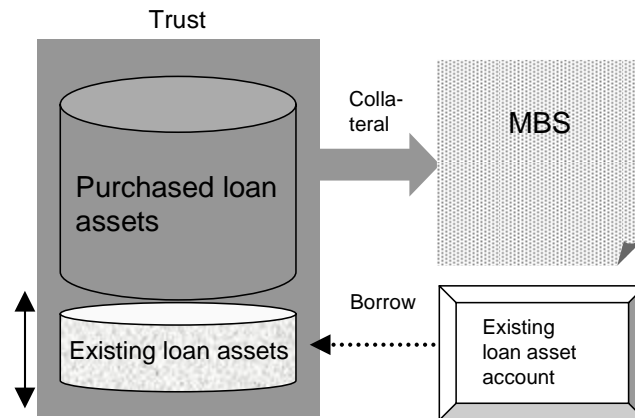 Trust
Purchased loan
assets
Existing loan assets
Colla-
teral
MBS
Borrow
Existing
loan asset
account